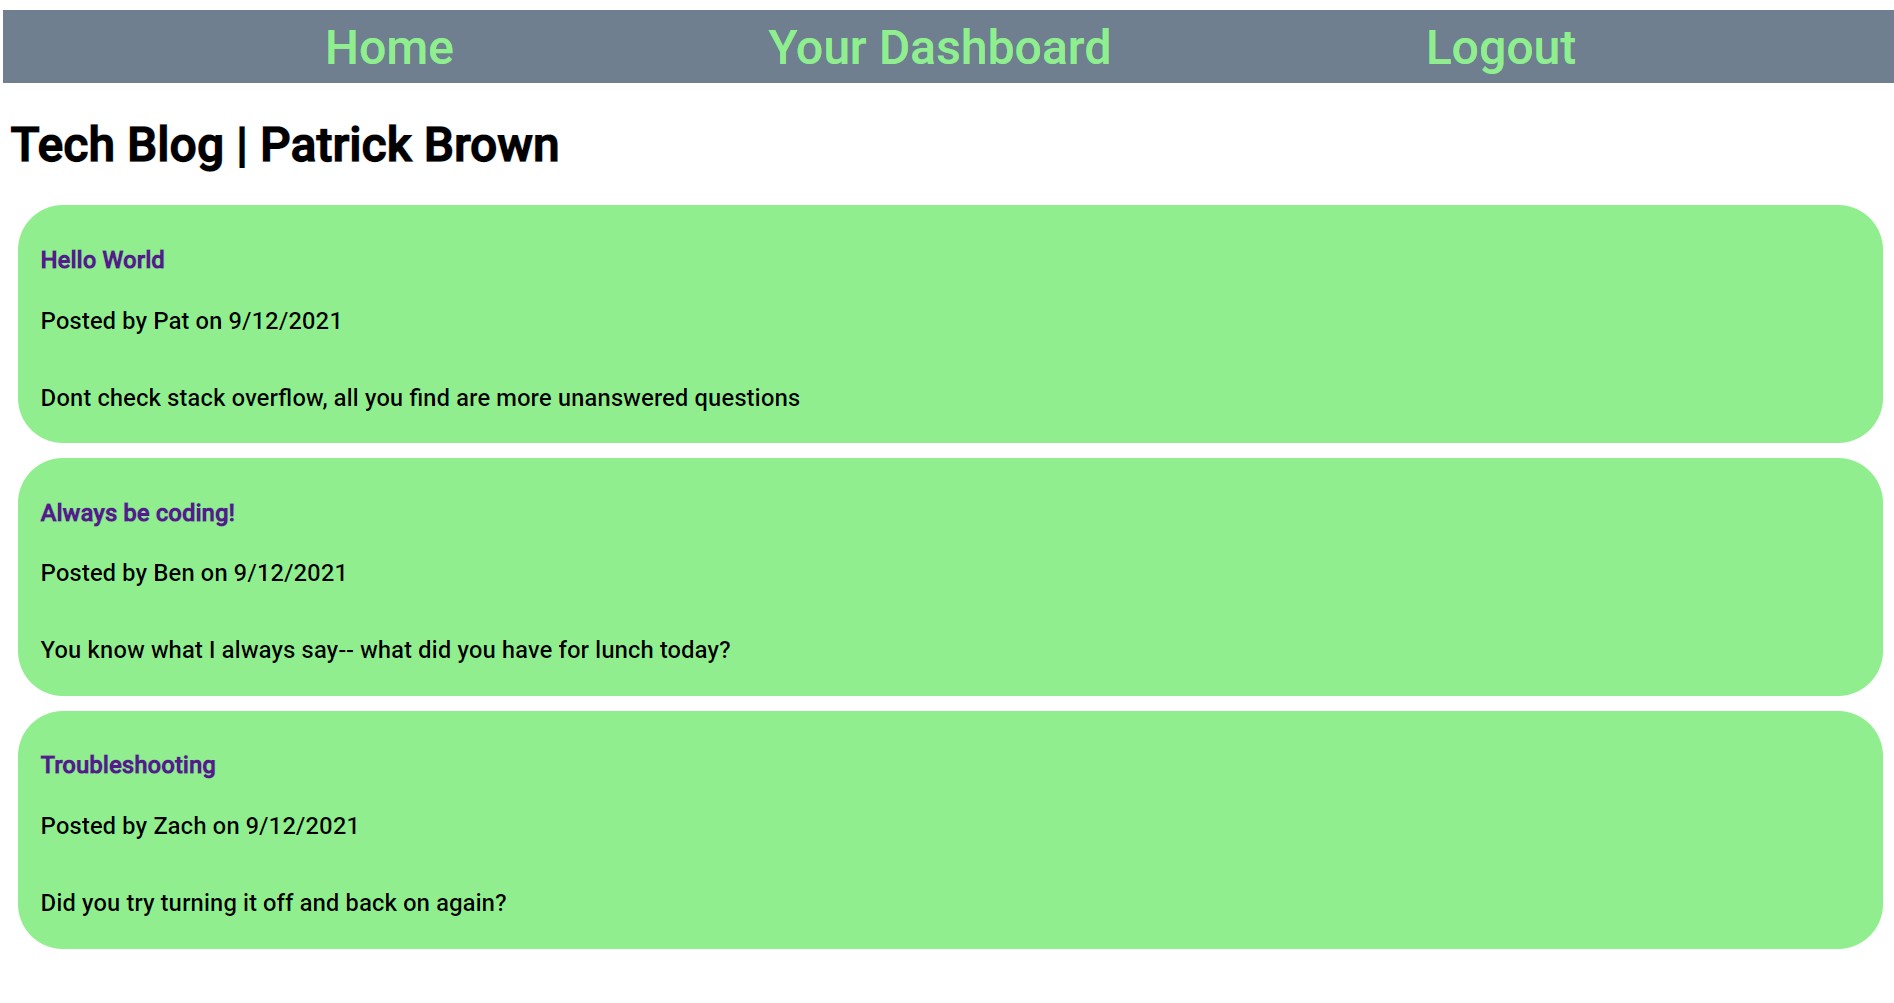 Home Your Dashboard Logout
Tech Blog | Patrick Brown
Hello World
Posted by Pat on 9/12/2021
Dont check stack overflow, all you find are more unanswered questions
Always be coding!
Posted by Ben on 9/12/2021
You know what I always say-- what did you have for lunch today?
Troubleshooting
Posted by Zach on 9/12/2021
Did you try turning it off and back on again?